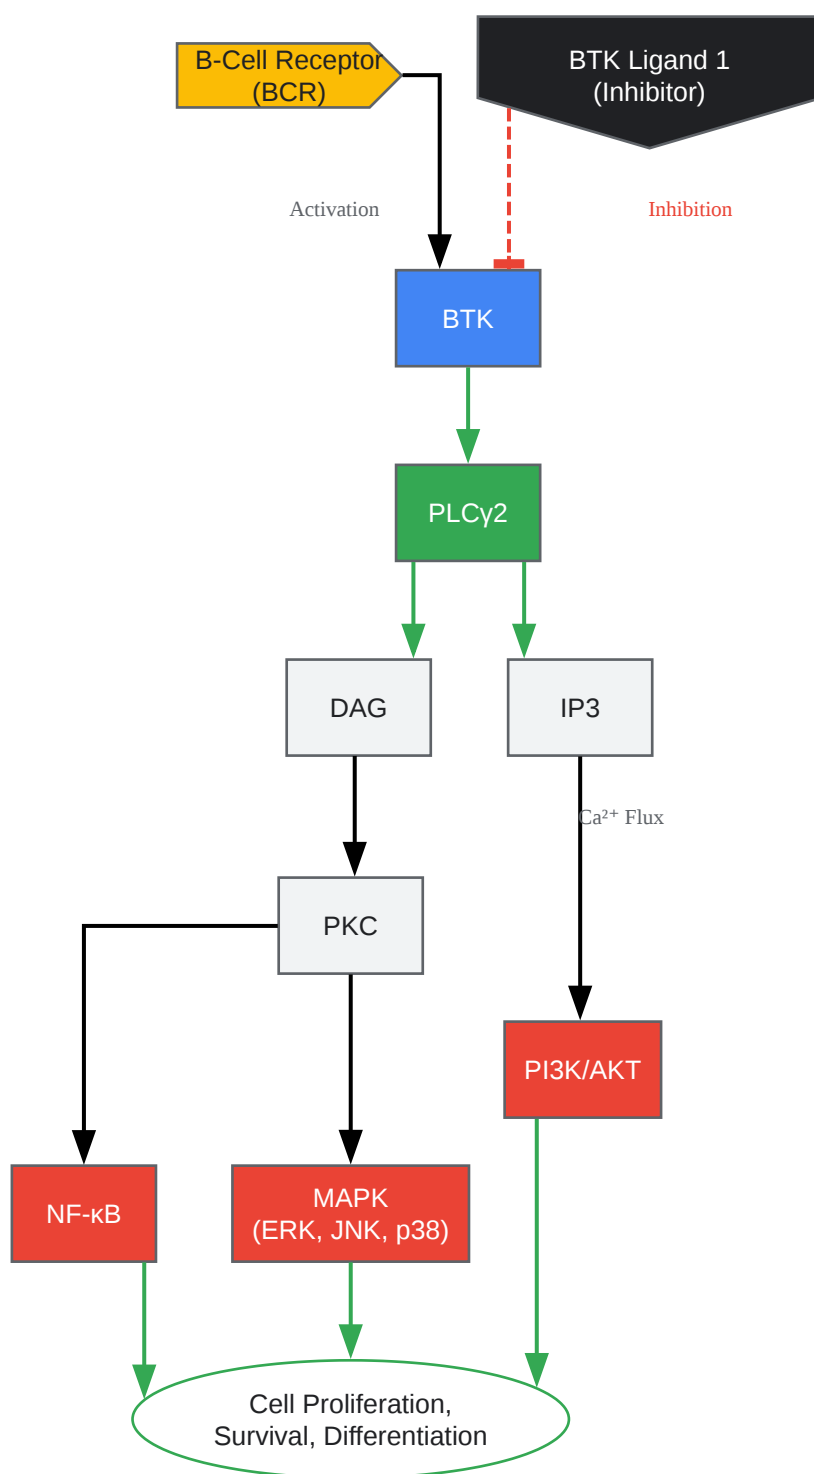 B-Cell Receptor
(BCR)
BTK Ligand 1
(Inhibitor)
Activation
Inhibition
BTK
PLCγ2
DAG
IP3
Ca²⁺ Flux
PKC
PI3K/AKT
NF-κB
MAPK
(ERK, JNK, p38)
Cell Proliferation,
Survival, Differentiation